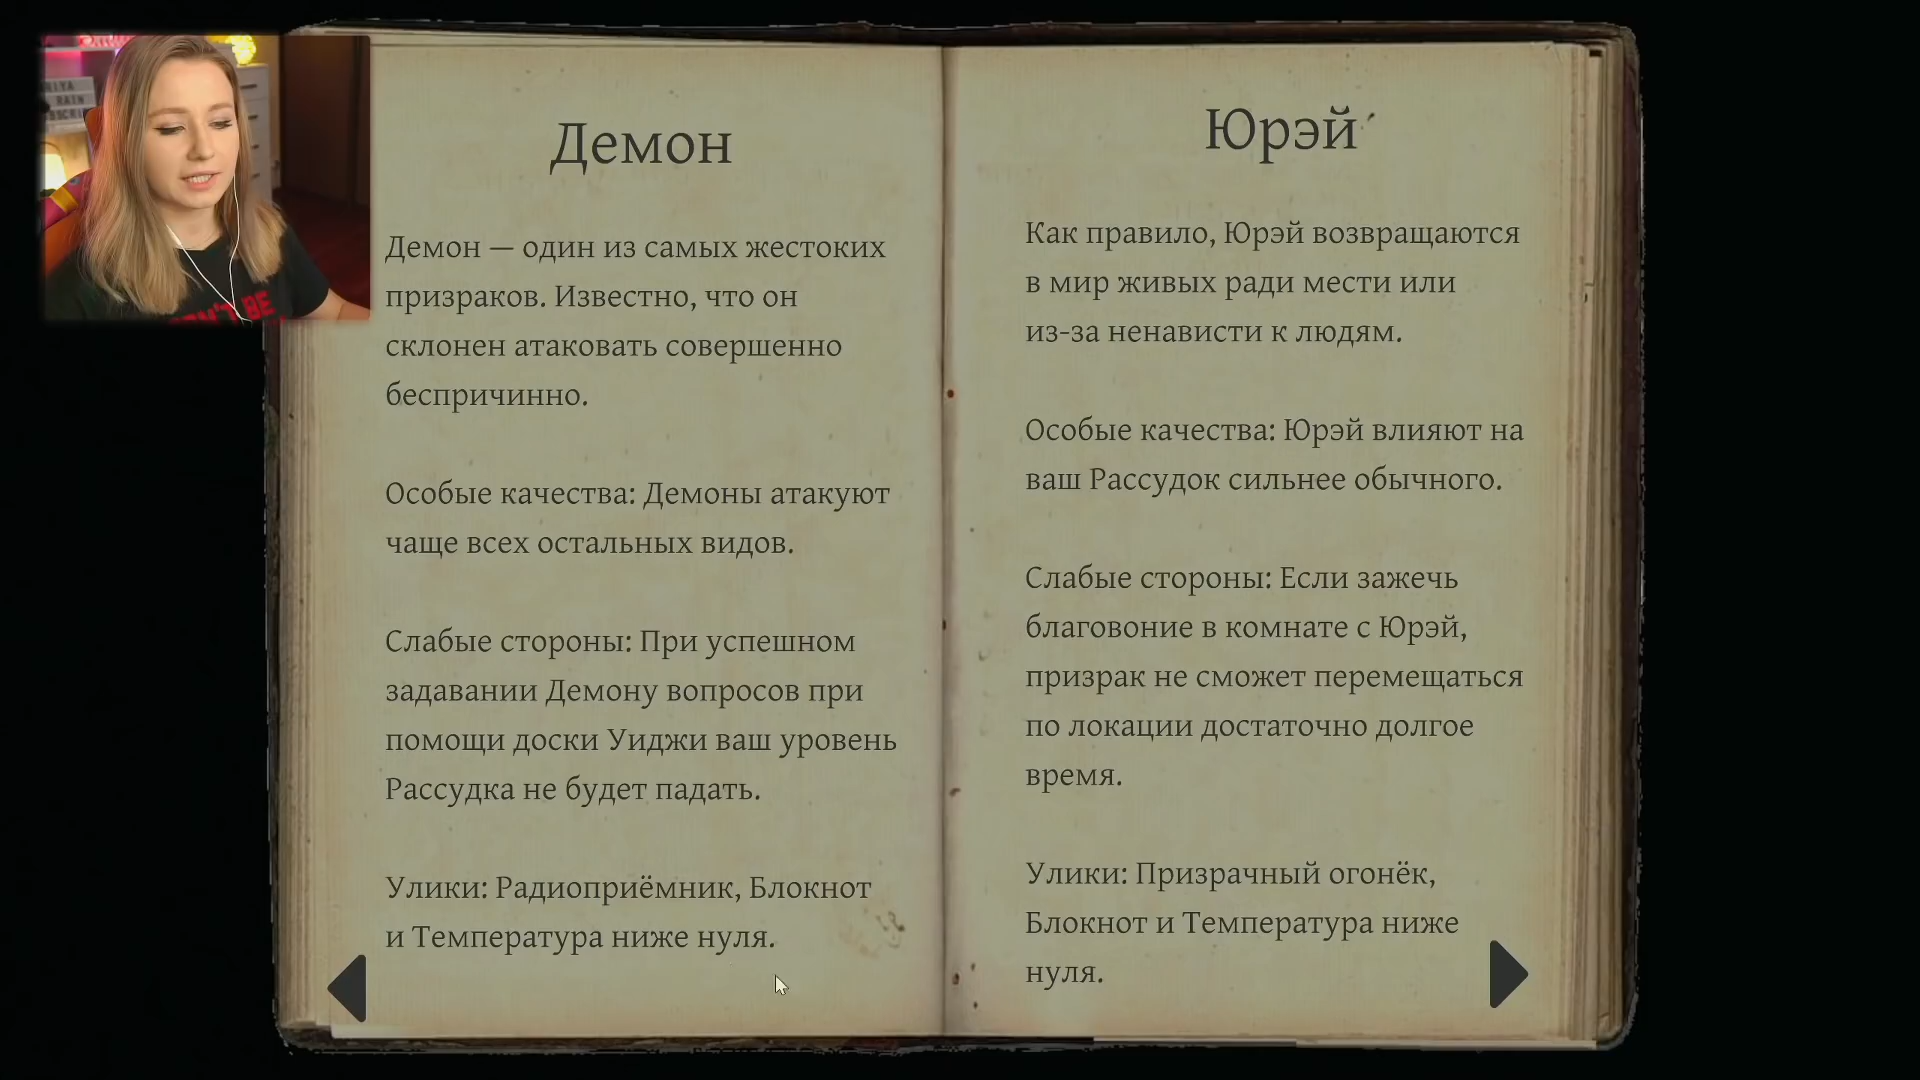 Демон
Демон — один из самых жестоких
призраков. Известно, что он
склонен атаковать совершенно
беспричинно.
Особые качества: Демоны атакуют
чаще всех остальных видов.
Слабые стороны: При успешном
задавании Демону вопросов при
помощи доски Уиджи ваш уровень
Рассудка не будет падать.
Улики: Радиоприёмник, Блокнот
и Температура ниже нуля.
Юрэй
Как правило, Юрэй возвращаются
в мир живых ради мести или
из-за ненависти к людям.
Особые качества: Юрэй влияют на
ваш Рассудок сильнее обычного.
Слабые стороны: Если зажечь
благовоние в комнате с Юрэй,
призрак не сможет перемещаться
по локации достаточно долгое
время.
Улики: Призрачный огонёк,
Блокнот и Температура ниже
нуля.
RAIN
BE